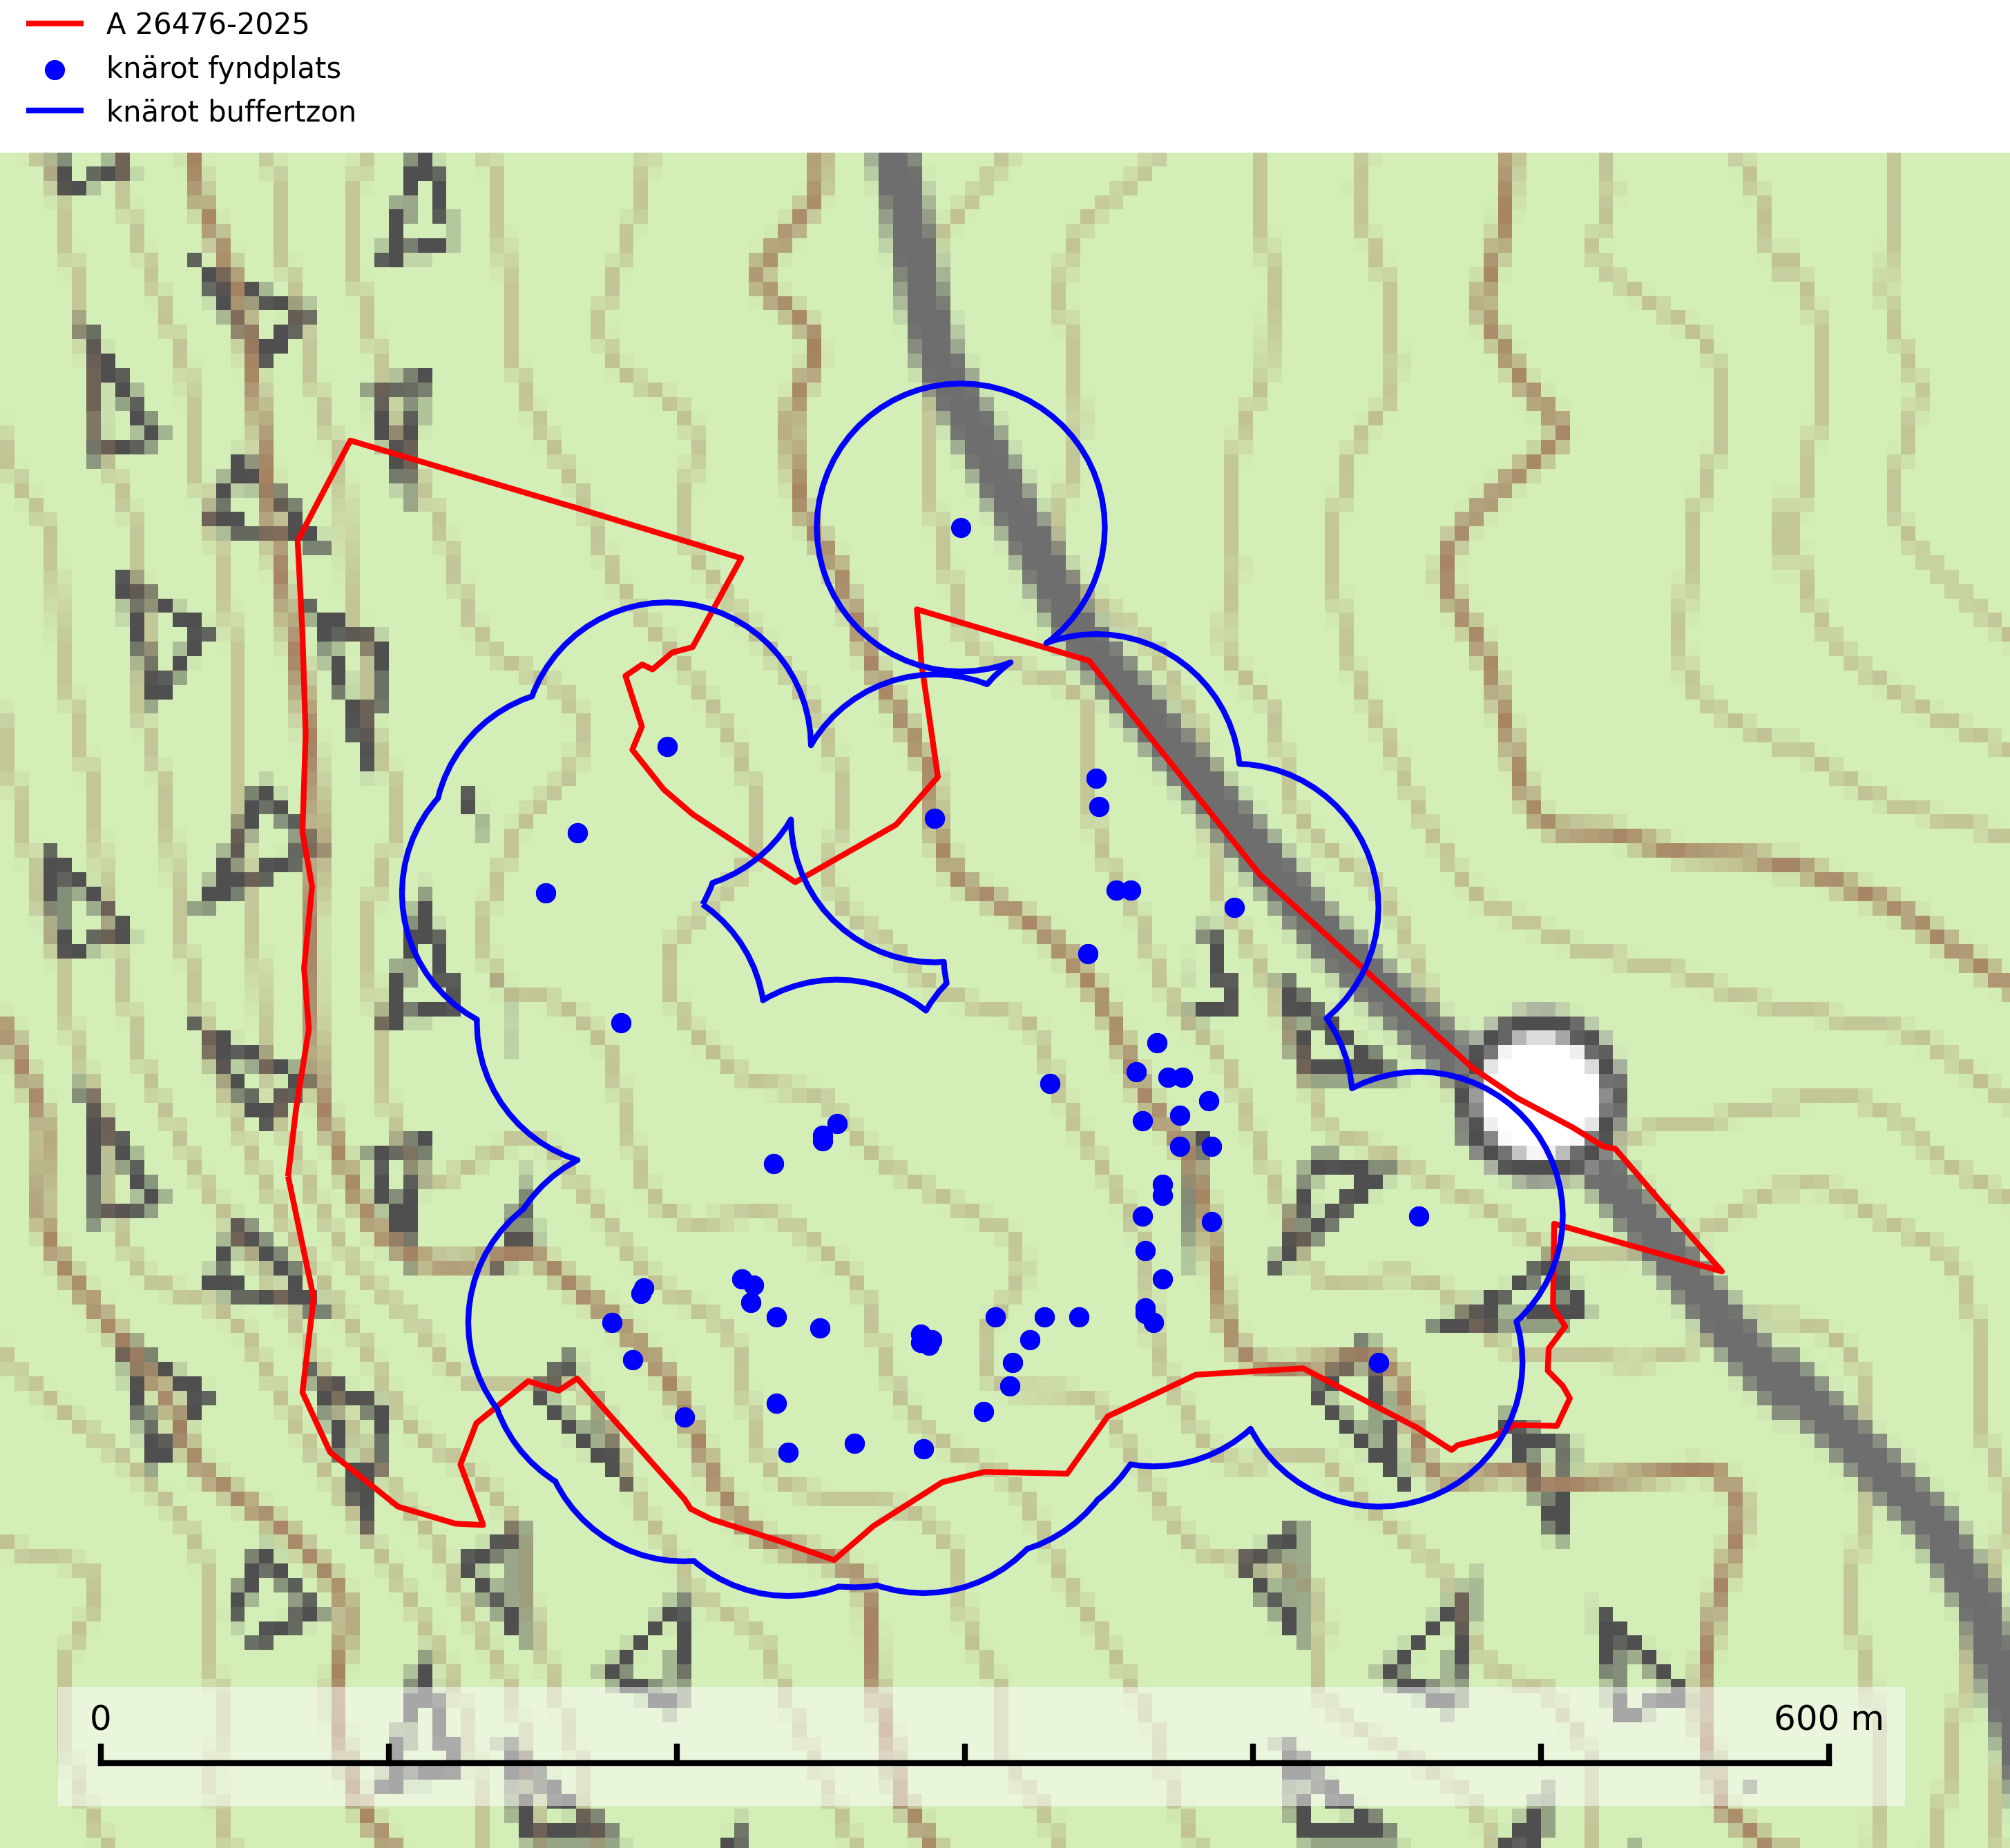 A 26476-2025
knärot fyndplats
knärot buffertzon
0
600 m